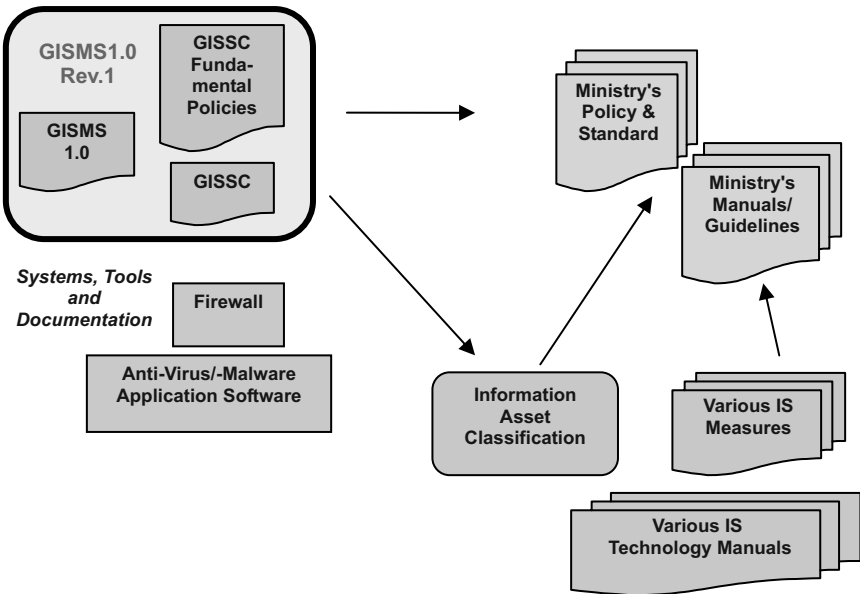 GISMS1.0
Rev.1
GISSC
Funda-
mental
Policies
GISMS
1.0
GISSC
Ministry's
Policy &
Standard
Ministry's
Manuals/
Guidelines
Systems, Tools
and
Documentation
Firewall
Anti-Virus/-Malware
Application Software
Information
Asset
Classification
Various IS
Measures
Various IS
Technology Manuals